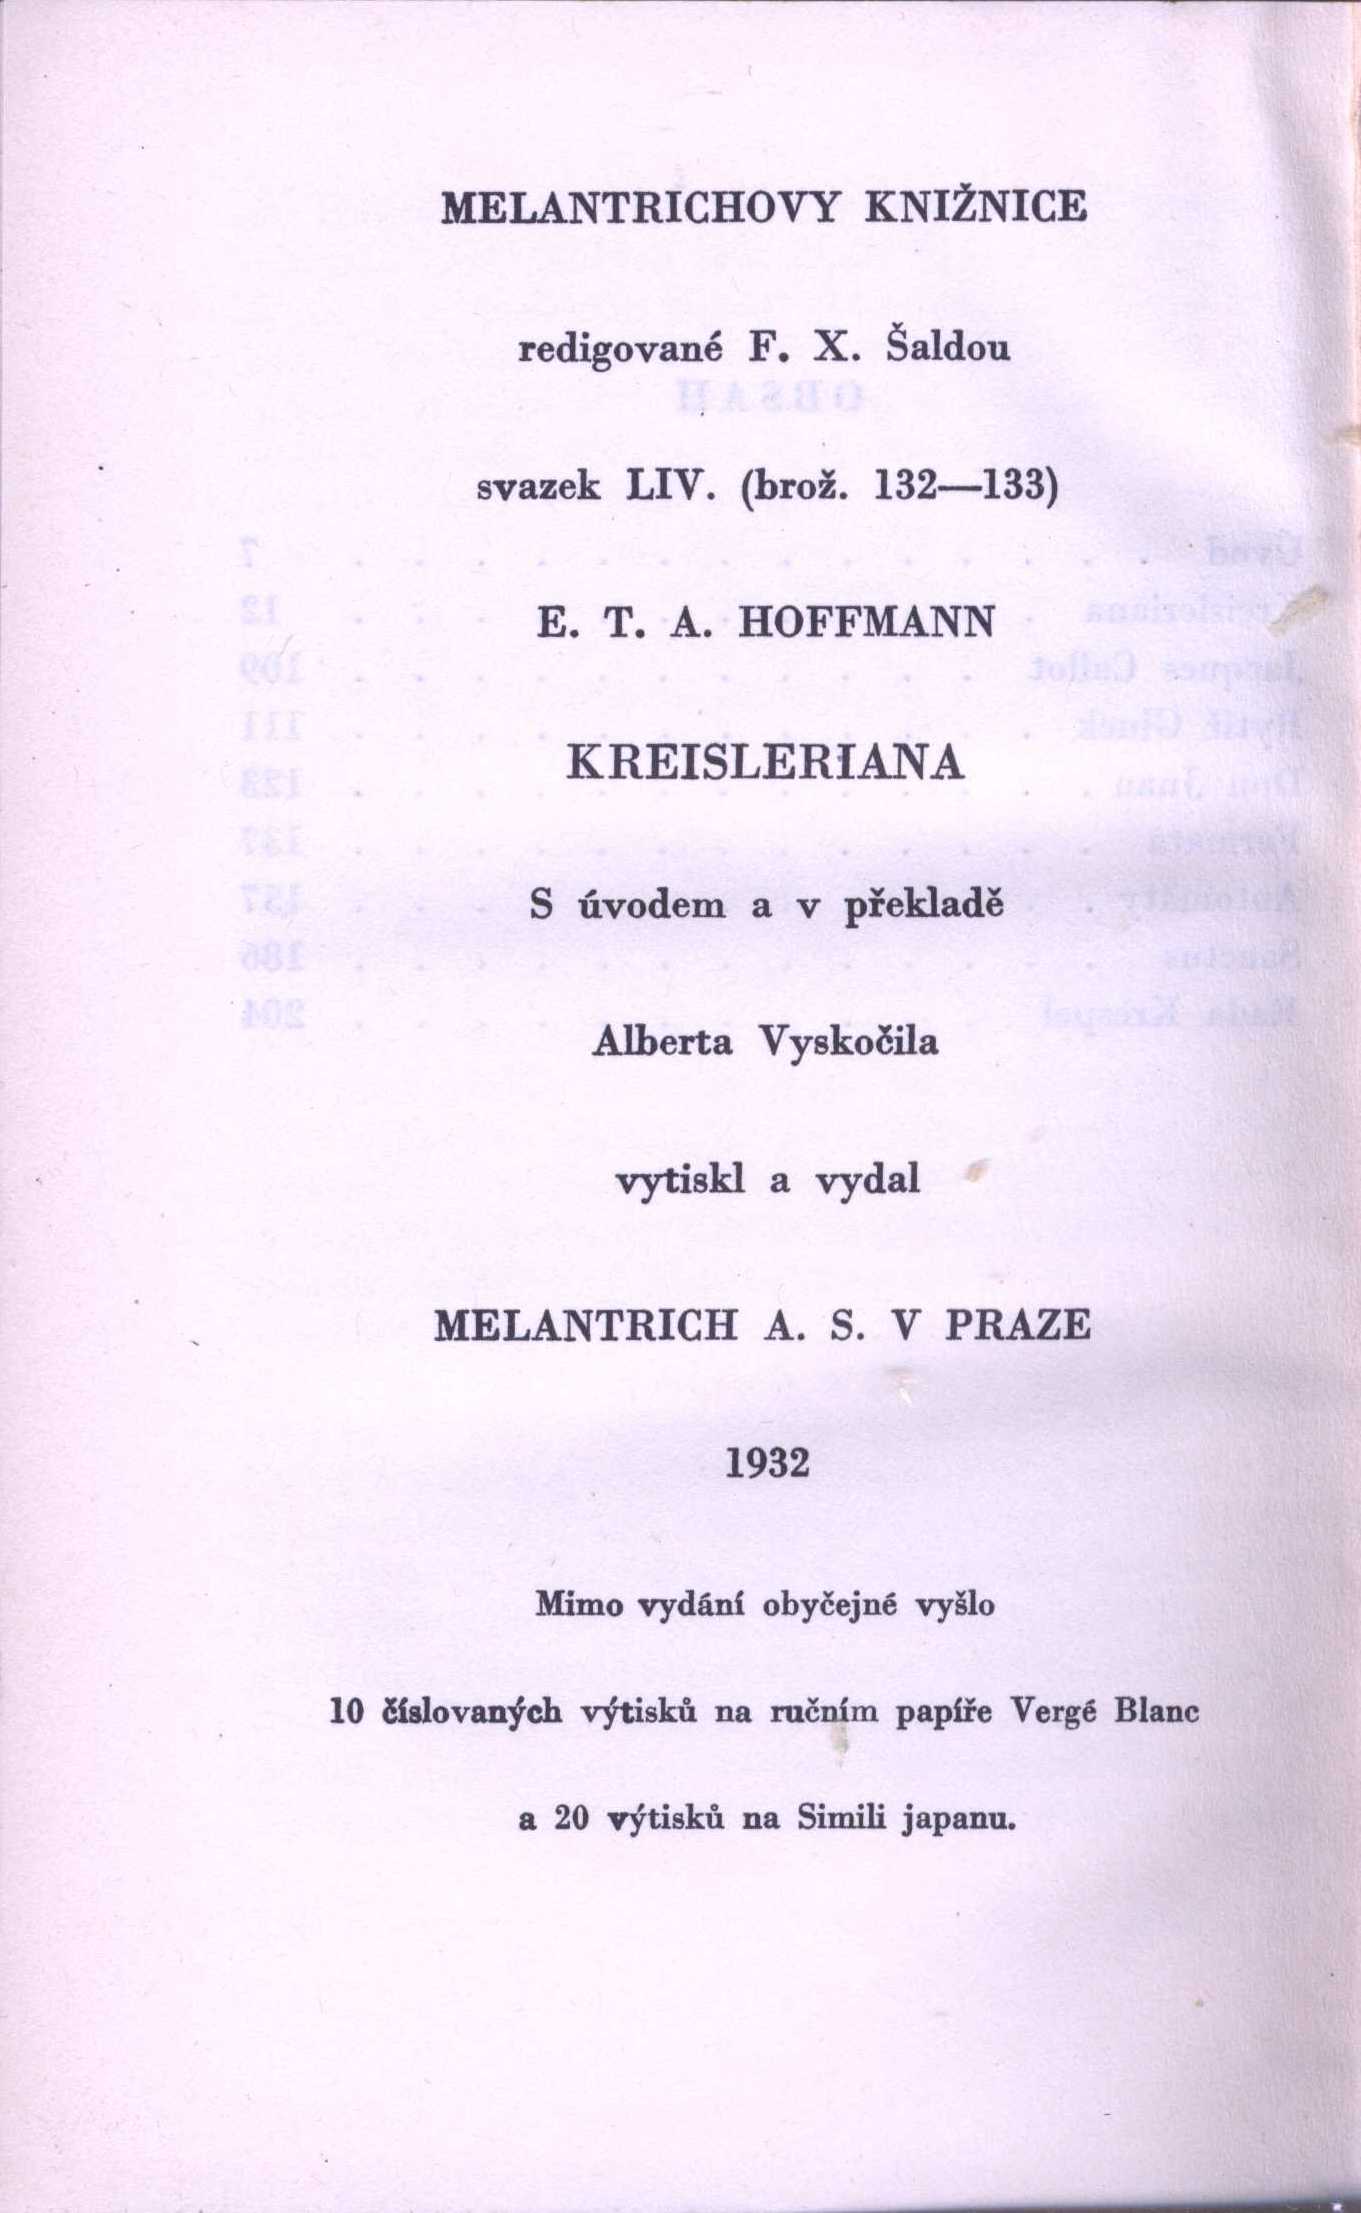 MELANTRICHOVY KNIŽNICE
redigované F. X. Šaldou
svazek LIV. (brož. 132—133)
E. T. A. HOFFMANN
KREISLERIANA
S úvodem a v překladě
Alberta Vyskočila
vytiskl a vydal
MELANTRICH A. S. V PRAZE
1932
Mimo vydání obyčejné vyšlo
10 číslovaných výtisků na ručním papíře Vergé Blanc
a 20 výtisků na Simili japanu.